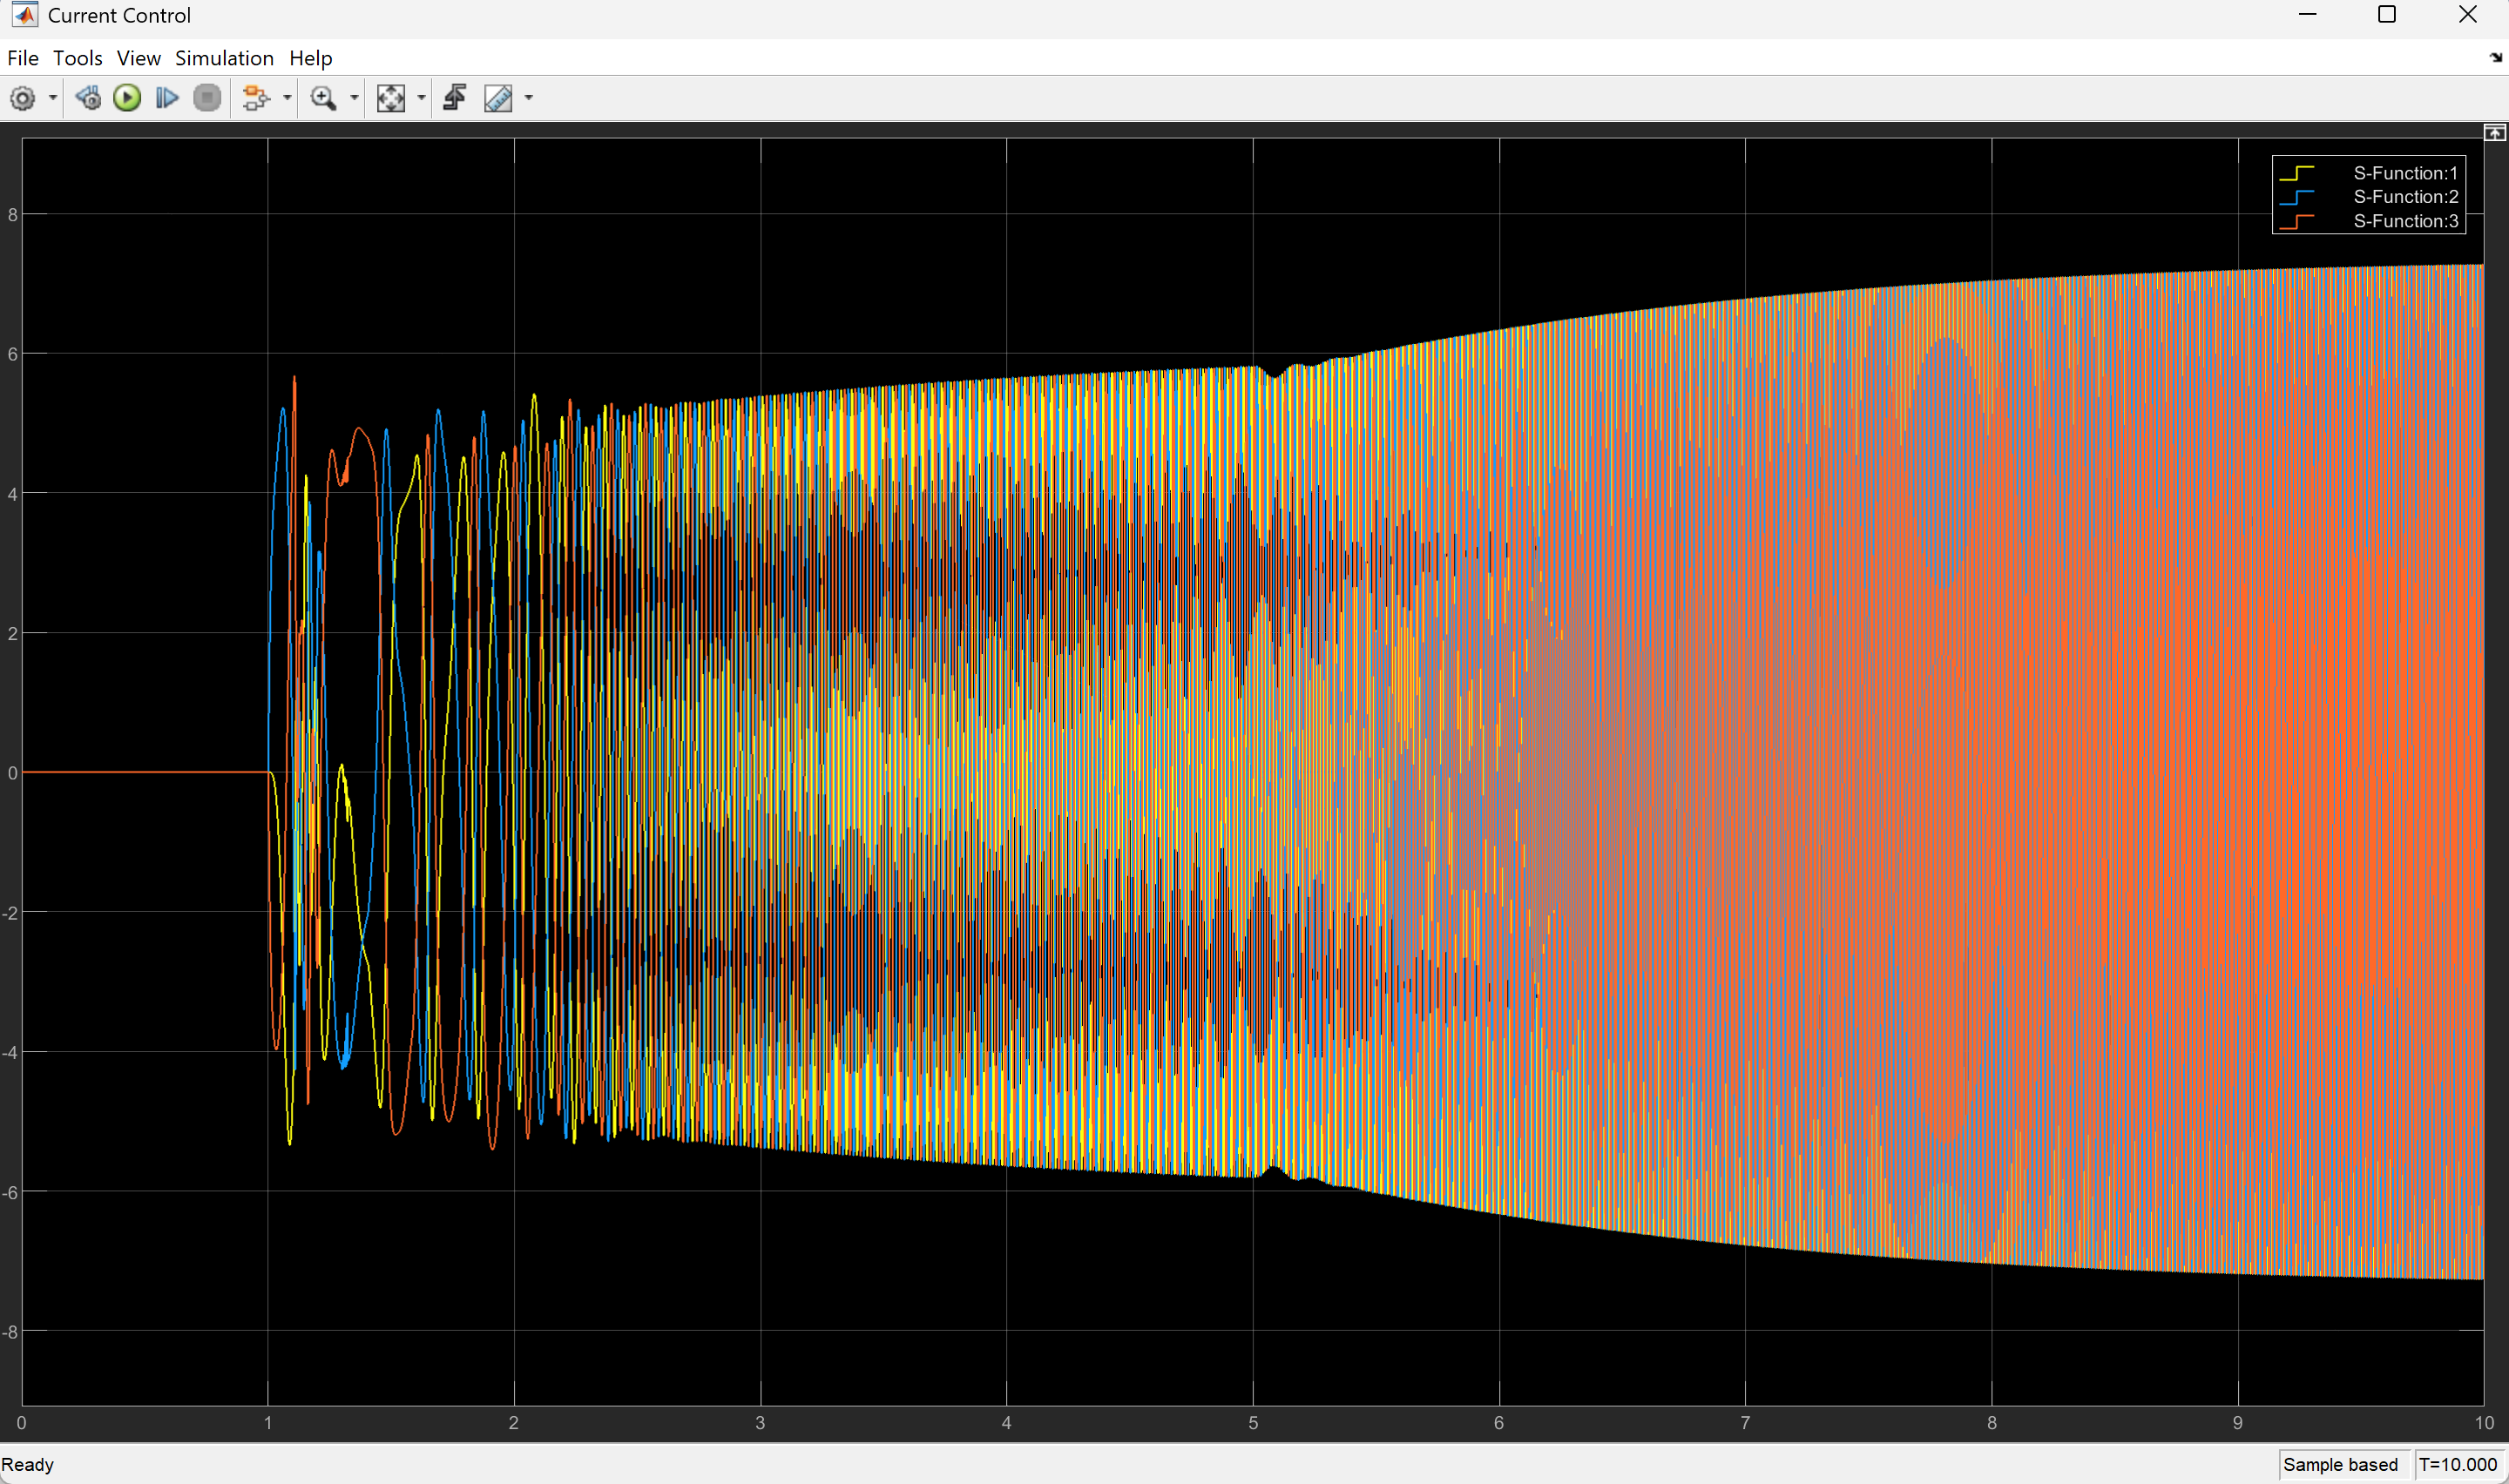 Current Control
File Tools View Simulation Help
S-Function:1
S-Function:2
S-Function:3
8
6
4
2
0
-2
-4
-6
-8
0 1 2 3 4 5 6 7 8 9 10
Ready Sample based T=10.000